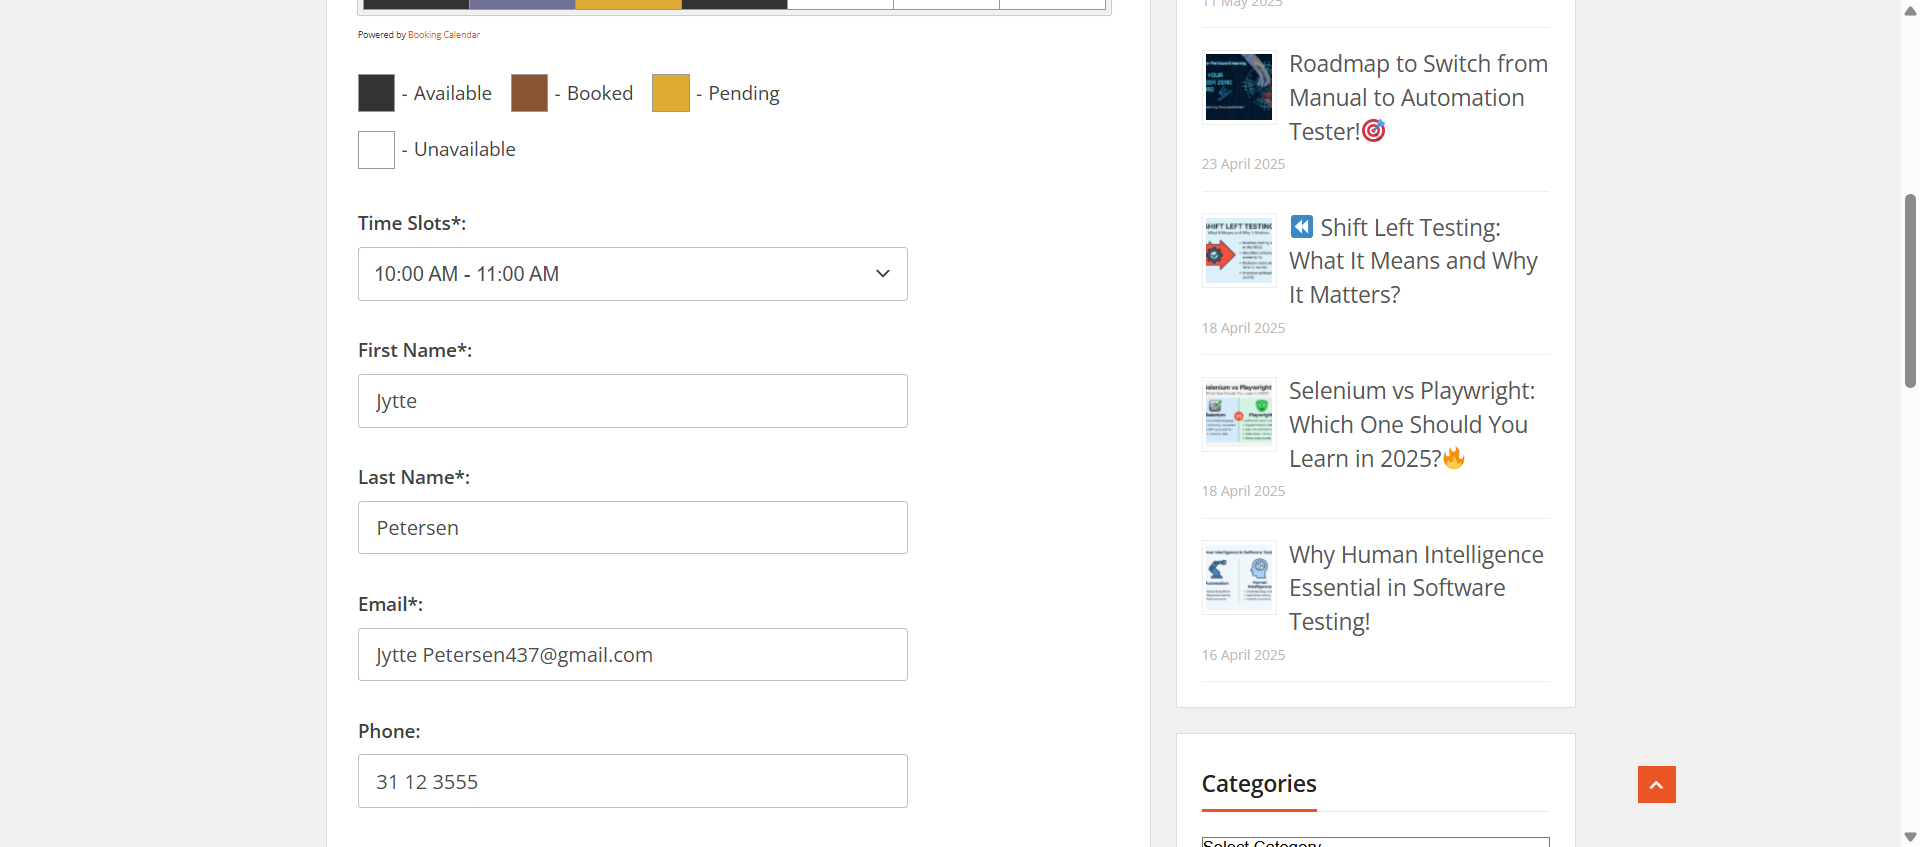 Powered by Booking Calendar
- Available - Booked - Pending
- Unavailable
Time Slots*:
10:00 AM - 11:00 AM
First Name*:
Jytte
Last Name*:
Petersen
Email*:
Jytte Petersen437@gmail.com
Phone:
31 12 3555
11 May 2025
Roadmap to Switch from
Manual to Automation
Tester!🎯
23 April 2025
⏪ Shift Left Testing:
What It Means and Why
It Matters?
18 April 2025
Selenium vs Playwright:
Which One Should You
Learn in 2025?🔥
18 April 2025
Why Human Intelligence
Essential in Software
Testing!
16 April 2025
Categories
Select Category